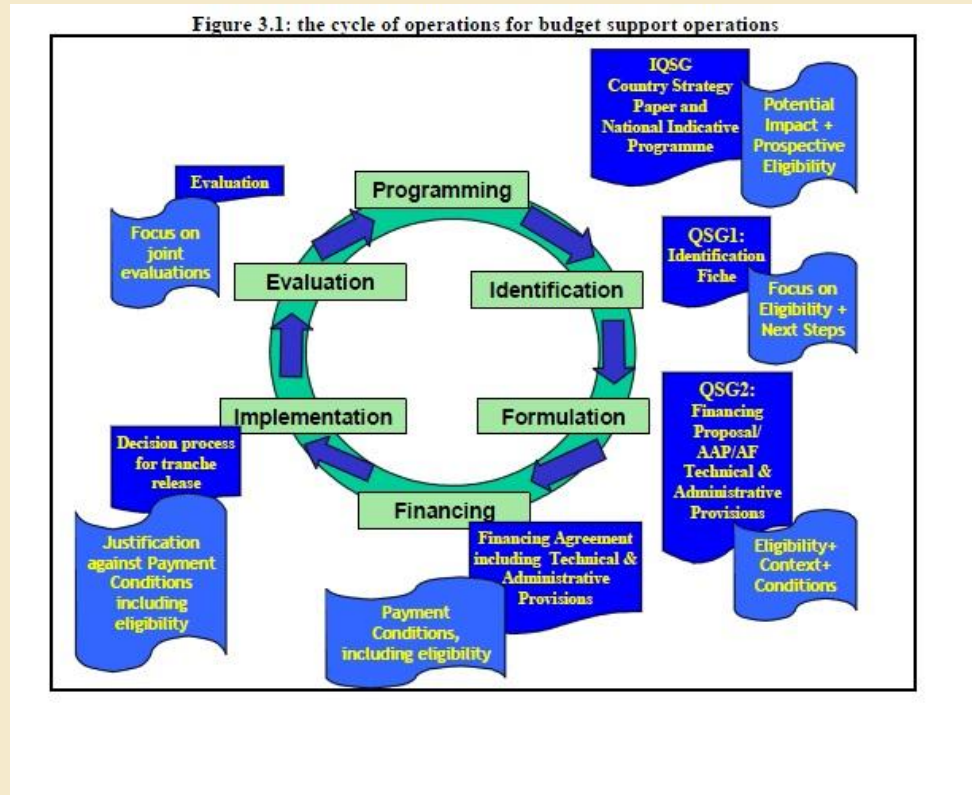 Figure 3.1: the cycle of operations for budget support operations
IQSG
Country Strategy
Paper and
National Indicative
Programme
Potential
Impact +
Prospective
Eligibility
Programming
Evaluation
Focus on
joint
evaluations
QSG1:
Identification
Fiche
Focus on
Eligibility +
Next Steps
Evaluation
Identification
QSG2:
Financing
Proposal/
AAP/AF
Technical &
Administrative
Provisions
Eligibility+
Context+
Conditions
Implementation
Formulation
Decision process
for tranche
release
Justification
against Payment
Conditions
including
eligibility
Financing
Financing Agreement
including Technical &
Administrative
Provisions
Payment
Conditions,
including eligibility